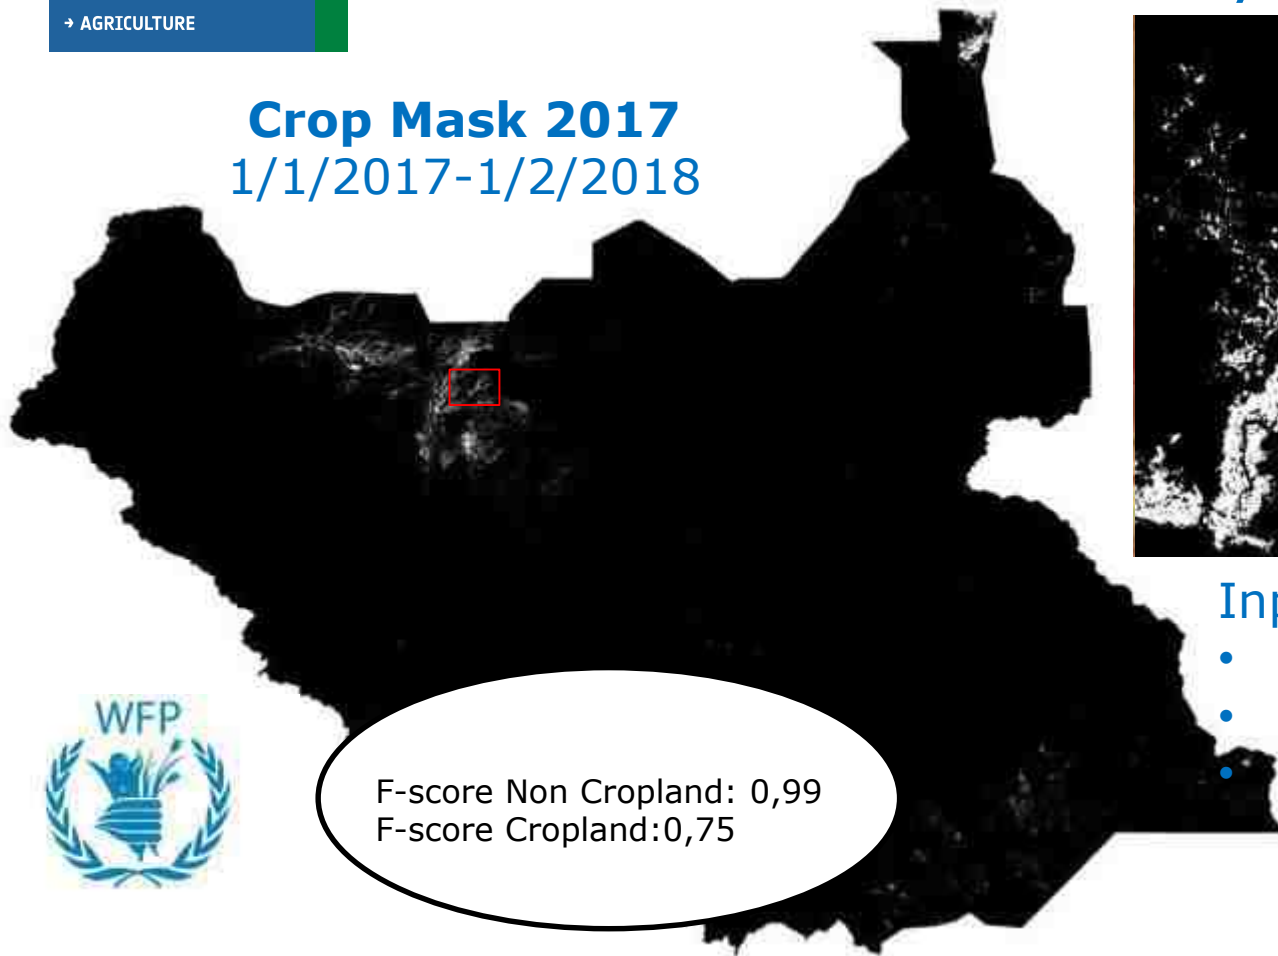 → AGRICULTURE
Crop Mask 2017
1/1/2017-1/2/2018
Inp
WFP
F-score Non Cropland: 0,99
F-score Cropland:0,75